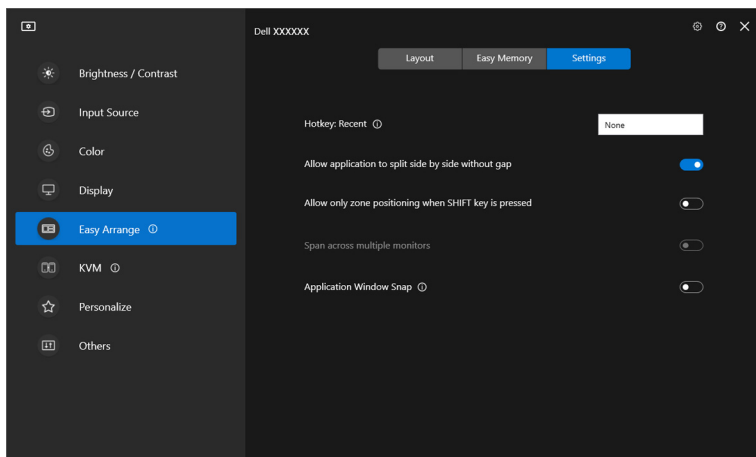 Dell XXXXXX
Brightness / Contrast
Input Source
Color
Display
Easy Arrange
KVM
Personalize
Others
Layout
Easy Memory
Settings
Hotkey: Recent
None
Allow application to split side by side without gap
Allow only zone positioning when SHIFT key is pressed
Span across multiple monitors
Application Window Snap